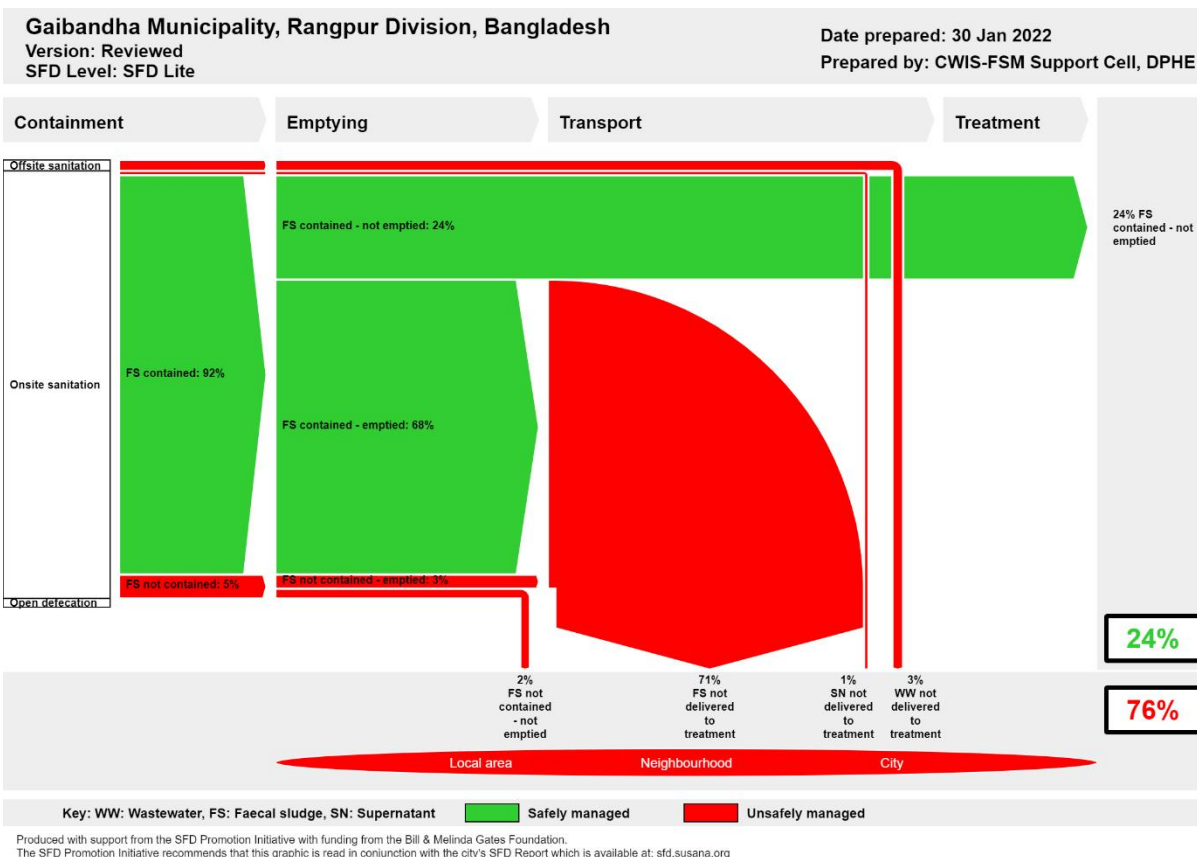 Gaibandha Municipality, Rangpur Division, Bangladesh
Version: Reviewed
SFD Level: SFD Lite
Date prepared: 30 Jan 2022
Prepared by: CWIS-FSM Support Cell, DPHE
Containment
Emptying
Transport
Treatment
Offsite sanitation
Onsite sanitation
Open defecation
FS contained: 92%
FS not contained: 5%
FS contained - not emptied: 24%
FS contained - emptied: 68%
FS not contained - emptied: 3%
24% FS
contained - not
emptied
24%
76%
2%
FS not
contained
- not
emptied
71%
FS not
delivered
to
treatment
1%
SN not
delivered
to
treatment
3%
WW not
delivered
to
treatment
Local area
Neighbourhood
City
Key: WW: Wastewater, FS: Faecal sludge, SN: Supernatant
Safely managed
Unsafely managed
Produced with support from the SFD Promotion Initiative with funding from the Bill & Melinda Gates Foundation.
The SFD Promotion Initiative recommends that this graphic is read in conjunction with the city's SFD Report which is available at: sfd.susana.org